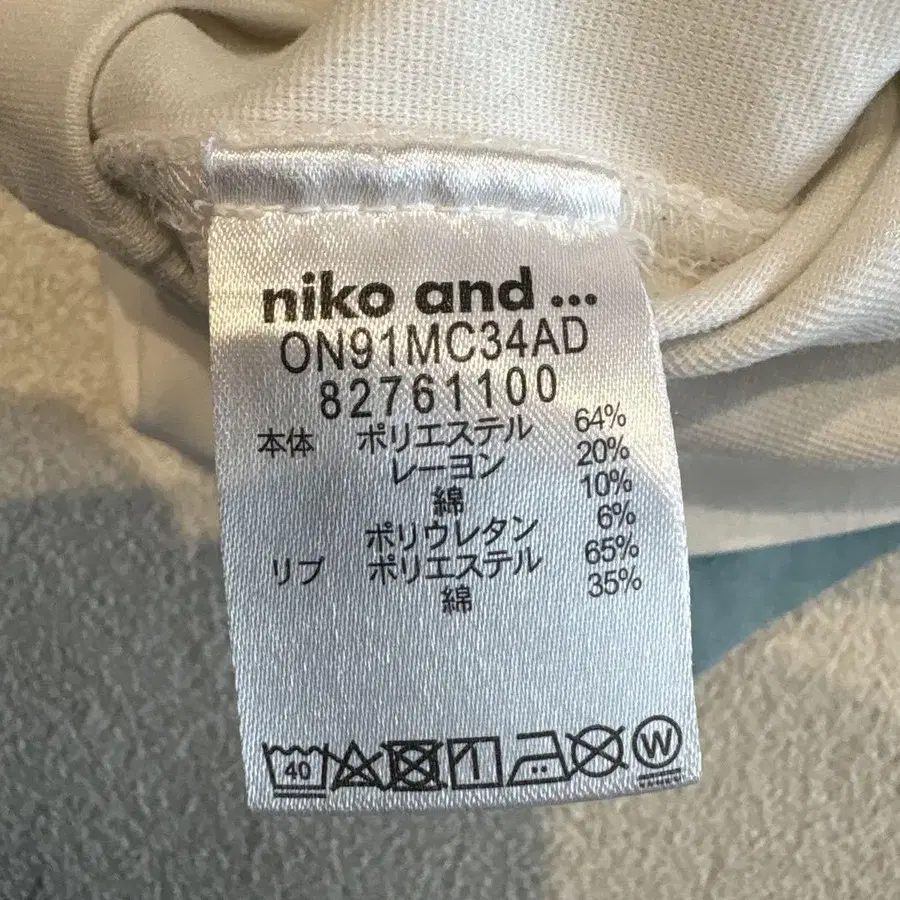 niko and ...
ON91MC34AD
82761100
本体 ポリエステル 64%
レーヨン 20%
綿 10%
ポリウレタン 6%
リブ ポリエステル 65%
綿 35%
40
W